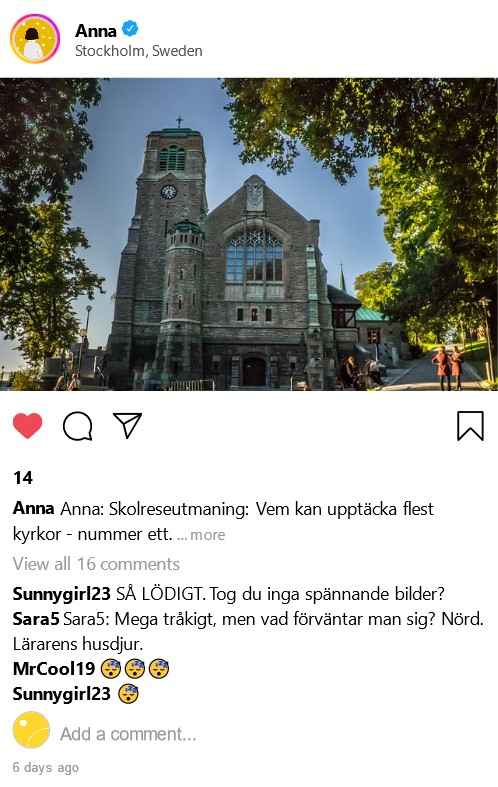 Anna
Stockholm, Sweden
14
Anna Anna: Skolreseutmaning: Vem kan upptäcka flest
kyrkor - nummer ett. ... more
View all 16 comments
Sunnygirl23 SÅ LÖDIGT. Tog du inga spännande bilder?
Sara5 Sara5: Mega tråkigt, men vad förväntar man sig? Nörd.
Lärarens husdjur.
MrCool19 😴😴😴
Sunnygirl23 😴
Add a comment...
6 days ago